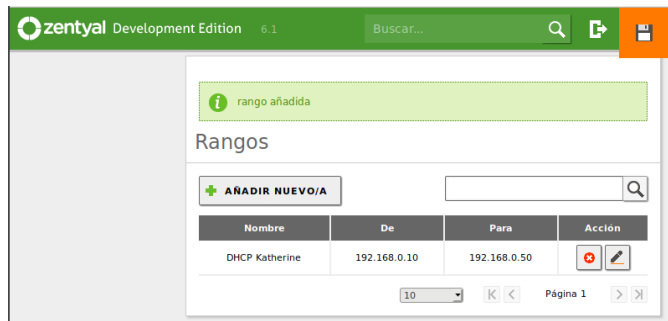 zentyal Development Edition 6.1 Buscar...
rango añadida
Rangos
AÑADIR NUEVO/A
Nombre De Para Acción
DHCP Katherine 192.168.0.10 192.168.0.50
10 Página 1